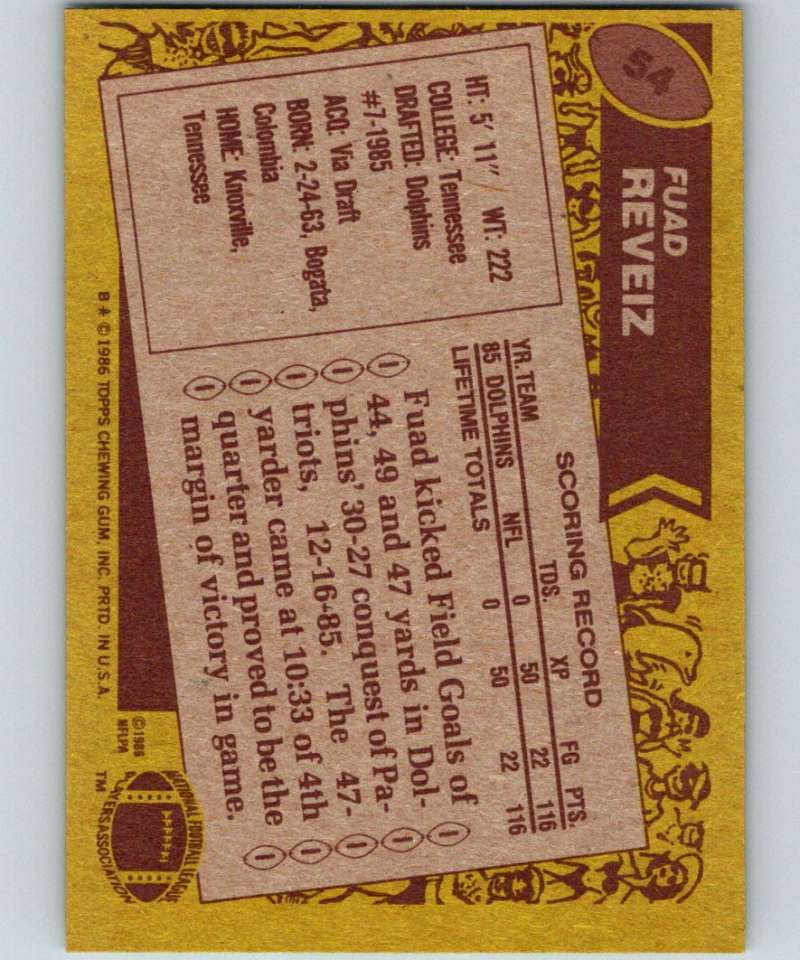 54
FUAD
REVEIZ
HT: 5' 11" WT: 222
COLLEGE: Tennessee
DRAFTED: Dolphins
#7-1985
ACQ: Via Draft
BORN: 2-24-63, Bogata,
Colombia
HOME: Knoxville,
Tennessee
SCORING RECORD
YR. TEAM NFL TDS. XP FG PTS.
85 DOLPHINS 0 50 22 116
LIFETIME TOTALS 0 50 22 116
Fuad kicked Field Goals of
44, 49 and 47 yards in Dol-
phins' 30-27 conquest of Pa-
triots, 12-16-85. The 47-
yarder came at 10:33 of 4th
quarter and proved to be the
margin of victory in game.
B * © 1986 TOPPS CHEWING GUM, INC. PRTD. IN U.S.A.
©1986
NFLPA
NATIONAL FOOTBALL LEAGUE
PLAYERS ASSOCIATION
TM